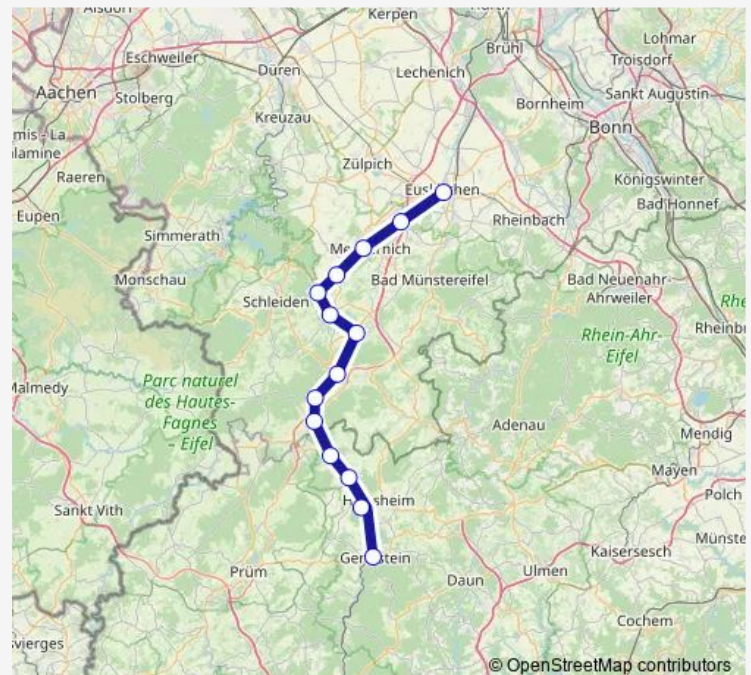 Kerpen
Eschweiler
Lohmar
Brühl
Troisdorf
Düren
Lechenich
Aachen
Stolberg
Sankt Augustin
Bornheim
Kreuzau
Bonn
Zülpich
Raeren
Königswinter
Bad Honnef
Rheinbach
Eupen
Simmerath
Monschau
Bad Münstereifel
Bad Neuenahr-
Ahrweiler
Schleiden
Rhein-Ahr-
Eifel
Parc naturel
des Hautes-
Fagnes
– Eifel
Adenau
Mendig
Mayen
Polch
Sankt Vith
Kaisersesch
Prüm
Daun
Ulmen
Cochem
© OpenStreetMap contributors